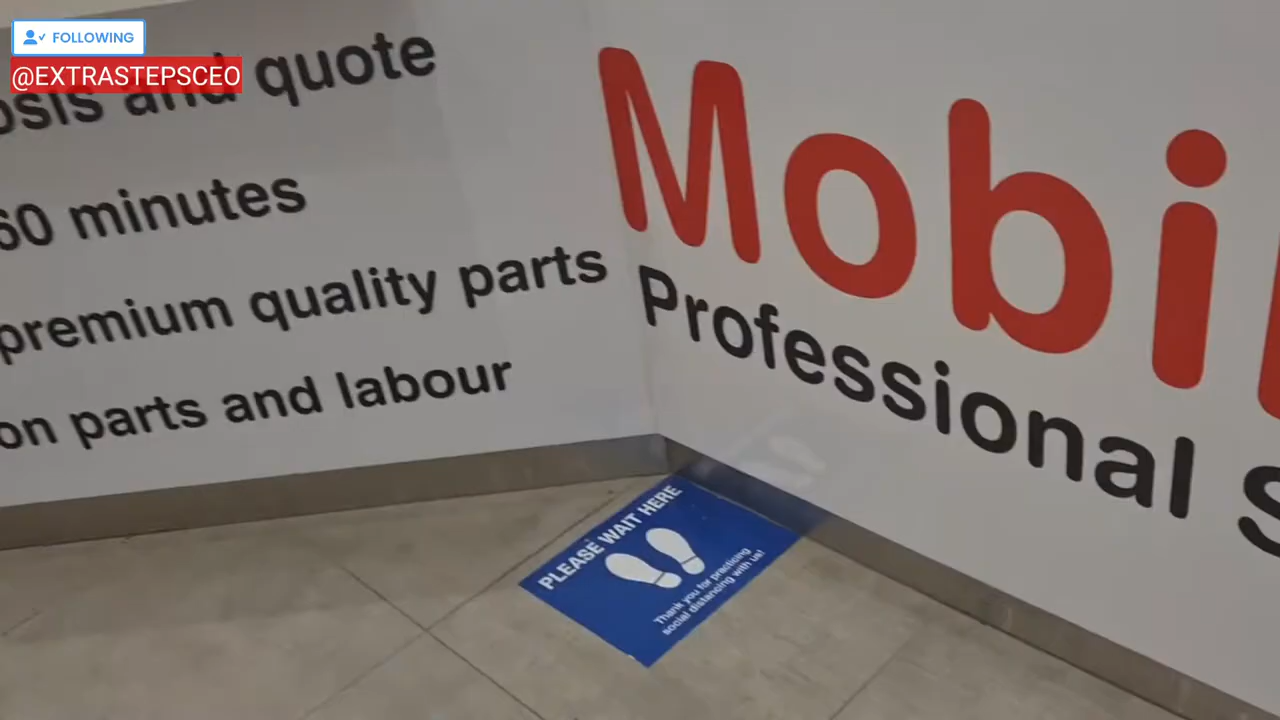 FOLLOWING
@EXTRASTEPSCEO
and quote
60 minutes
premium quality parts
on parts and labour
Mobi
Professional S
PLEASE WAIT HERE
Thank you for practicing
social distancing with us!